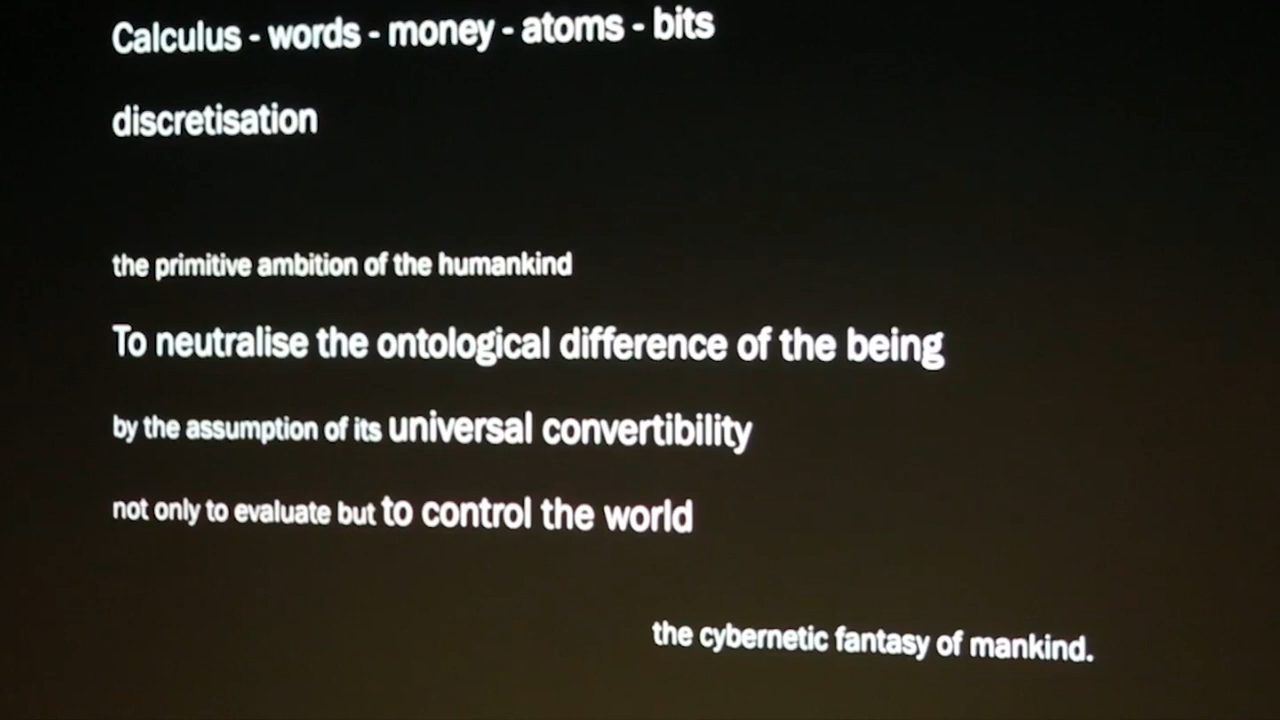 Calculus - words - money - atoms - bits
discretisation
the primitive ambition of the humankind
To neutralise the ontological difference of the being
by the assumption of its universal convertibility
not only to evaluate but to control the world
the cybernetic fantasy of mankind.